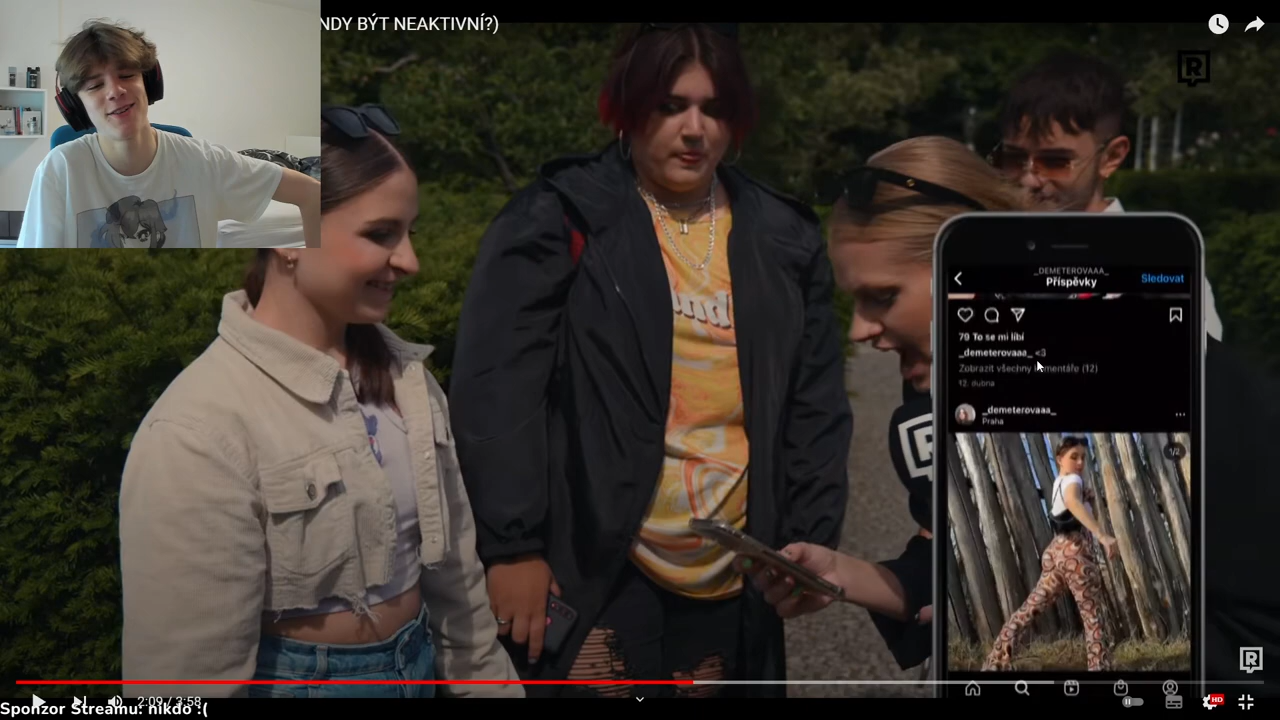 NDY BÝT NEAKTIVNÍ?)
R
_DEMETEROVAAA_
Příspěvky
Sledovat
79 To se mi líbí
_demeterovaaa_ <3
Zobrazit všechny komentáře (12)
12. dubna
_demeterovaaa_
Praha
1/2
R
2:09 / 3:58
HD
Sponzor Streamu: nikdo :(